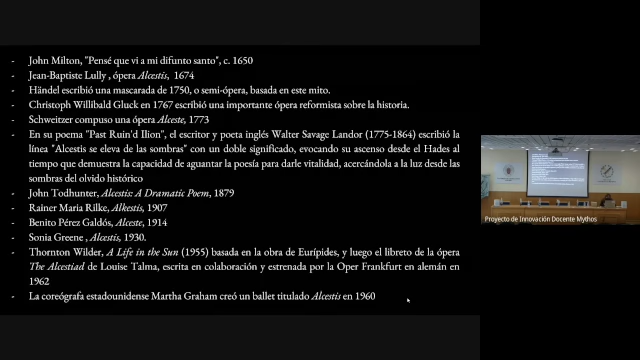 - John Milton, "Pensé que vi a mi difunto santo", c. 1650
- Jean-Baptiste Lully , ópera Alcestis, 1674
- Händel escribió una mascarada de 1750, o semi-ópera, basada en este mito.
- Christoph Willibald Gluck en 1767 escribió una importante ópera reformista sobre la historia.
- Schweitzer compuso una ópera Alceste, 1773
- En su poema "Past Ruin'd Ilion", el escritor y poeta inglés Walter Savage Landor (1775-1864) escribió la
línea "Alcestis se eleva de las sombras" con un doble significado, evocando su ascenso desde el Hades al
tiempo que demuestra la capacidad de aguantar la poesía para darle vitalidad, acercándola a la luz desde las
sombras del olvido histórico
- John Todhunter, Alcestis: A Dramatic Poem, 1879
- Rainer Maria Rilke, Alkestis, 1907
- Benito Pérez Galdós, Alceste, 1914
- Sonia Greene , Alcestis, 1930.
- Thornton Wilder, A Life in the Sun (1955) basada en la obra de Eurípides, y luego el libreto de la ópera
The Alcestiad de Louise Talma, escrita en colaboración y estrenada por la Oper Frankfurt en alemán en
1962
- La coreógrafa estadounidense Martha Graham creó un ballet titulado Alcestis en 1960
Proyecto de Innovación Docente Mythos